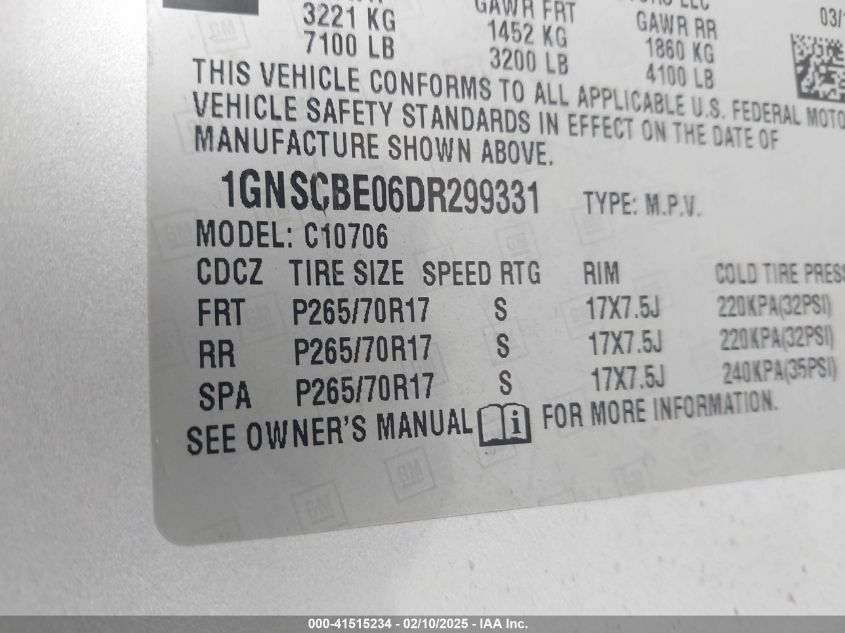 GAWR FRT GAWR RR
3221 KG 1452 KG 1860 KG
7100 LB 3200 LB 4100 LB
THIS VEHICLE CONFORMS TO ALL APPLICABLE U.S. FEDERAL MOTO
VEHICLE SAFETY STANDARDS IN EFFECT ON THE DATE OF
MANUFACTURE SHOWN ABOVE.
1GNSCBE06DR299331 TYPE: M.P.V.
MODEL: C10706
CDCZ TIRE SIZE SPEED RTG RIM COLD TIRE PRESS
FRT P265/70R17 S 17X7.5J 220KPA(32PSI)
RR P265/70R17 S 17X7.5J 220KPA(32PSI)
SPA P265/70R17 S 17X7.5J 240KPA(35PSI)
SEE OWNER'S MANUAL i FOR MORE INFORMATION.
GM GM
000-41515234 - 02/10/2025 - IAA Inc.